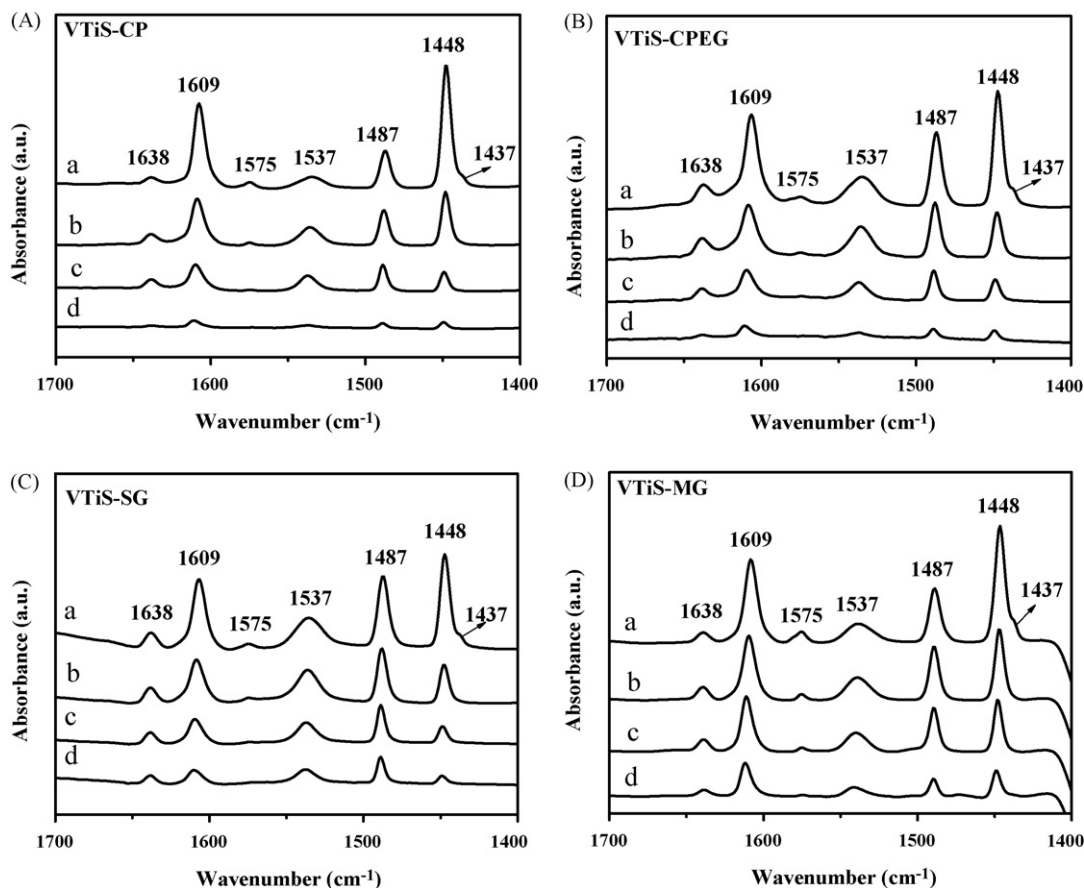 (A)
VTiS-CP
1448
1609
1487
1638
1575
1537
1437
a
b
c
d
Absorbance (a.u.)
1700
1600
1500
1400
Wavenumber (cm⁻¹)
(B)
VTiS-CPEG
1448
1609
1487
1638
1575
1537
1437
a
b
c
d
Absorbance (a.u.)
1700
1600
1500
1400
Wavenumber (cm⁻¹)
(C)
VTiS-SG
1448
1609
1487
1638
1575
1537
1437
a
b
c
d
Absorbance (a.u.)
1700
1600
1500
1400
Wavenumber (cm⁻¹)
(D)
VTiS-MG
1448
1609
1487
1638
1575
1537
1437
a
b
c
d
Absorbance (a.u.)
1700
1600
1500
1400
Wavenumber (cm⁻¹)